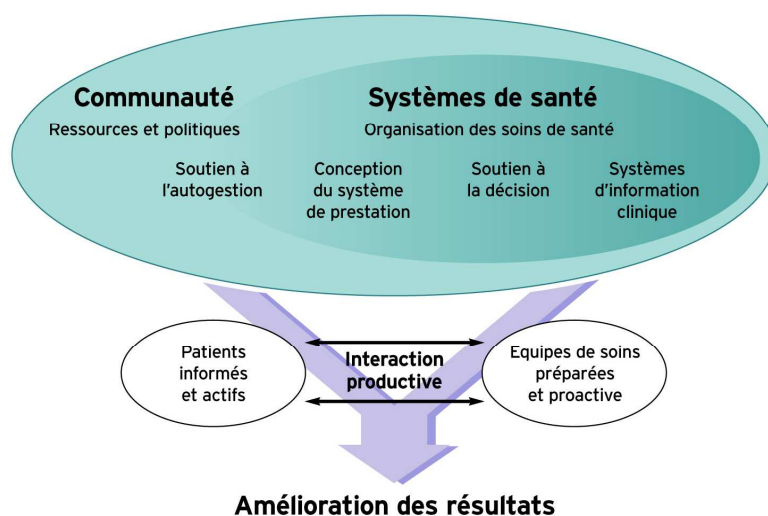 Communauté
Ressources et politiques
Systèmes de santé
Organisation des soins de santé
Soutien à
l'autogestion
Conception
du système
de prestation
Soutien à
la décision
Systèmes
d'information
clinique
Patients
informés
et actifs
Interaction
productive
Equipes de soins
préparées
et proactive
Amélioration des résultats